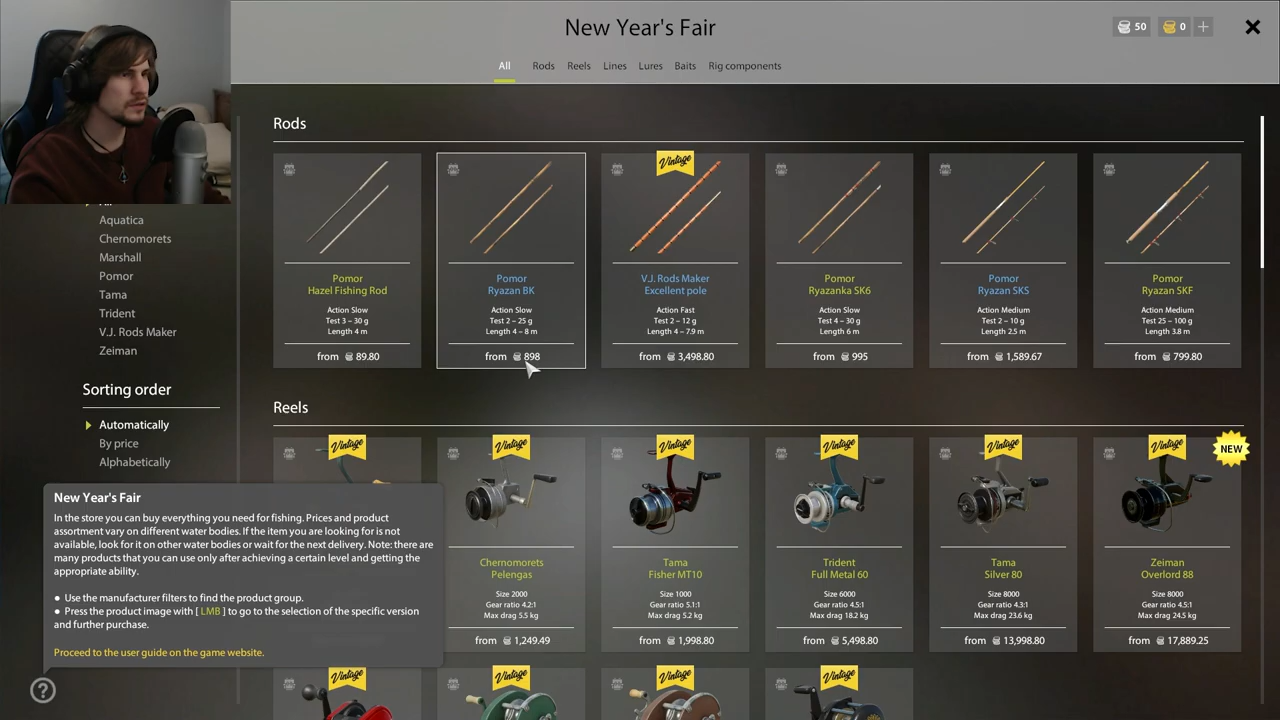 New Year's Fair
50
0
All
Rods
Reels
Lines
Lures
Baits
Rig components
Aquatica
Chernomorets
Marshall
Pomor
Tama
Trident
V.J. Rods Maker
Zeiman
Sorting order
Automatically
By price
Alphabetically
Rods
Pomor
Hazel Fishing Rod
Action Slow
Test 3 – 30 g
Length 4 m
from 89.80
Pomor
Ryazan BK
Action Slow
Test 2 – 25 g
Length 4 – 8 m
from 898
Vintage
V.J. Rods Maker
Excellent pole
Action Fast
Test 2 – 12 g
Length 4 – 7.9 m
from 3,498.80
Pomor
Ryazanka SK6
Action Slow
Test 4 – 30 g
Length 6 m
from 995
Pomor
Ryazan SKS
Action Medium
Test 2 – 10 g
Length 2.5 m
from 1,589.67
Pomor
Ryazan SKF
Action Medium
Test 25 – 100 g
Length 3.8 m
from 799.80
Reels
Vintage
Vintage
Chernomorets
Pelengas
Size 2000
Gear ratio 4.2:1
Max drag 5.5 kg
from 1,249.49
Vintage
Tama
Fisher MT10
Size 1000
Gear ratio 5.1:1
Max drag 5.2 kg
from 1,998.80
Vintage
Trident
Full Metal 60
Size 6000
Gear ratio 4.5:1
Max drag 18.2 kg
from 5,498.80
Vintage
Tama
Silver 80
Size 8000
Gear ratio 4.3:1
Max drag 23.6 kg
from 13,998.80
Vintage
NEW
Zeiman
Overlord 88
Size 8000
Gear ratio 4.5:1
Max drag 24.5 kg
from 17,889.25
Vintage
Vintage
Vintage
Vintage
New Year's Fair
In the store you can buy everything you need for fishing. Prices and product
assortment vary on different water bodies. If the item you are looking for is not
available, look for it on other water bodies or wait for the next delivery. Note: there are
many products that you can use only after achieving a certain level and getting the
appropriate ability.
● Use the manufacturer filters to find the product group.
● Press the product image with [ LMB ] to go to the selection of the specific version
and further purchase.
Proceed to the user guide on the game website.
?